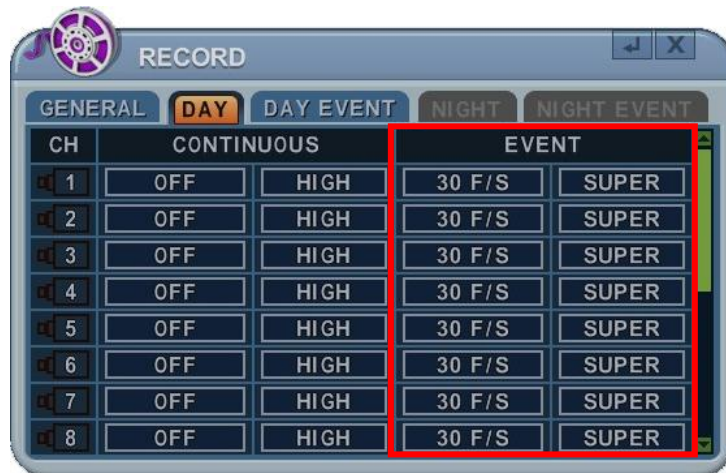 RECORD X
GENERAL DAY DAY EVENT NIGHT NIGHT EVENT
CH CONTINUOUS EVENT
1 OFF HIGH 30 F/S SUPER
2 OFF HIGH 30 F/S SUPER
3 OFF HIGH 30 F/S SUPER
4 OFF HIGH 30 F/S SUPER
5 OFF HIGH 30 F/S SUPER
6 OFF HIGH 30 F/S SUPER
7 OFF HIGH 30 F/S SUPER
8 OFF HIGH 30 F/S SUPER